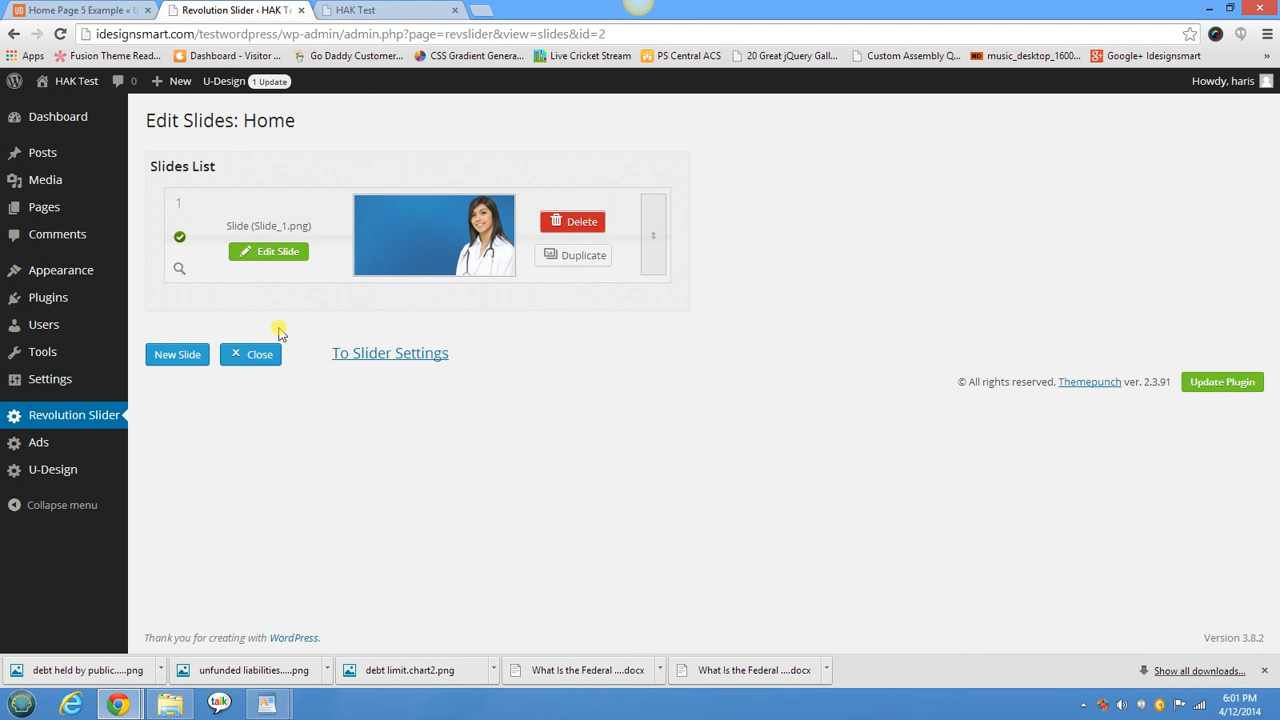 Home Page 5 Example « U
Revolution Slider ‹ HAK Te
HAK Test
idesignsmart.com/testwordpress/wp-admin/admin.php?page=revslider&view=slides&id=2
Fusion Theme Read...
Dashboard - Visitor ...
Go Daddy Customer...
CSS Gradient Genera...
Live Cricket Stream
PS Central ACS
20 Great jQuery Gall...
Custom Assembly Q...
music_desktop_1600...
Google+ Idesignsmart
HAK Test
0
New
U-Design
1 Update
Howdy, haris
Dashboard
Posts
Media
Pages
Comments
Appearance
Plugins
Users
Tools
Settings
Revolution Slider
Ads
U-Design
Collapse menu
Edit Slides: Home
Slides List
1
Slide (Slide_1.png)
Edit Slide
Delete
Duplicate
New Slide
Close
To Slider Settings
© All rights reserved, Themepunch ver. 2.3.91
Update Plugin
Thank you for creating with WordPress.
Version 3.8.2
debt held by public.....png
unfunded liabilities....png
debt limit.chart2.png
What Is the Federal ....docx
What Is the Federal ....docx
Show all downloads...
talk
6:01 PM
4/12/2014